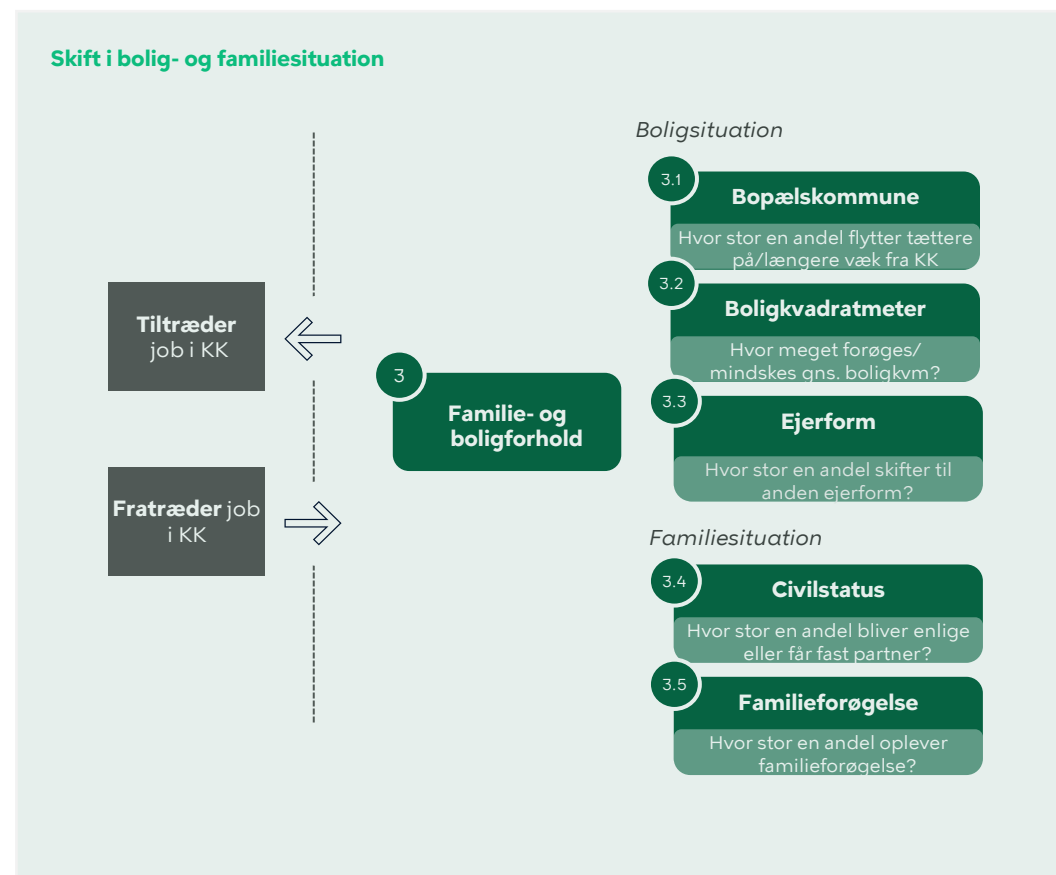 Skift i bolig- og familiesituation
Tiltræder
job i KK
Fratræder job
i KK
3
Familie- og
boligforhold
Boligsituation
3.1
Bopælskommune
Hvor stor en andel flytter tættere
på/længere væk fra KK
3.2
Boligkvadratmeter
Hvor meget forøges/
mindskes gns. boligkvm?
3.3
Ejerform
Hvor stor en andel skifter til
anden ejerform?
Familiesituation
3.4
Civilstatus
Hvor stor en andel bliver enlige
eller får fast partner?
3.5
Familieforøgelse
Hvor stor en andel oplever
familieforøgelse?